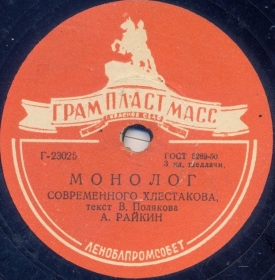 ГРАМПЛАСТМАСС
Г-23025
ГОСТ 5289-50
МОНОЛОГ
СОВРЕМЕННОГО ХЛЕСТАКОВА,
текст В. Полякова
А. РАЙКИН
ЛЕНОБЛПРОМСОВЕТ